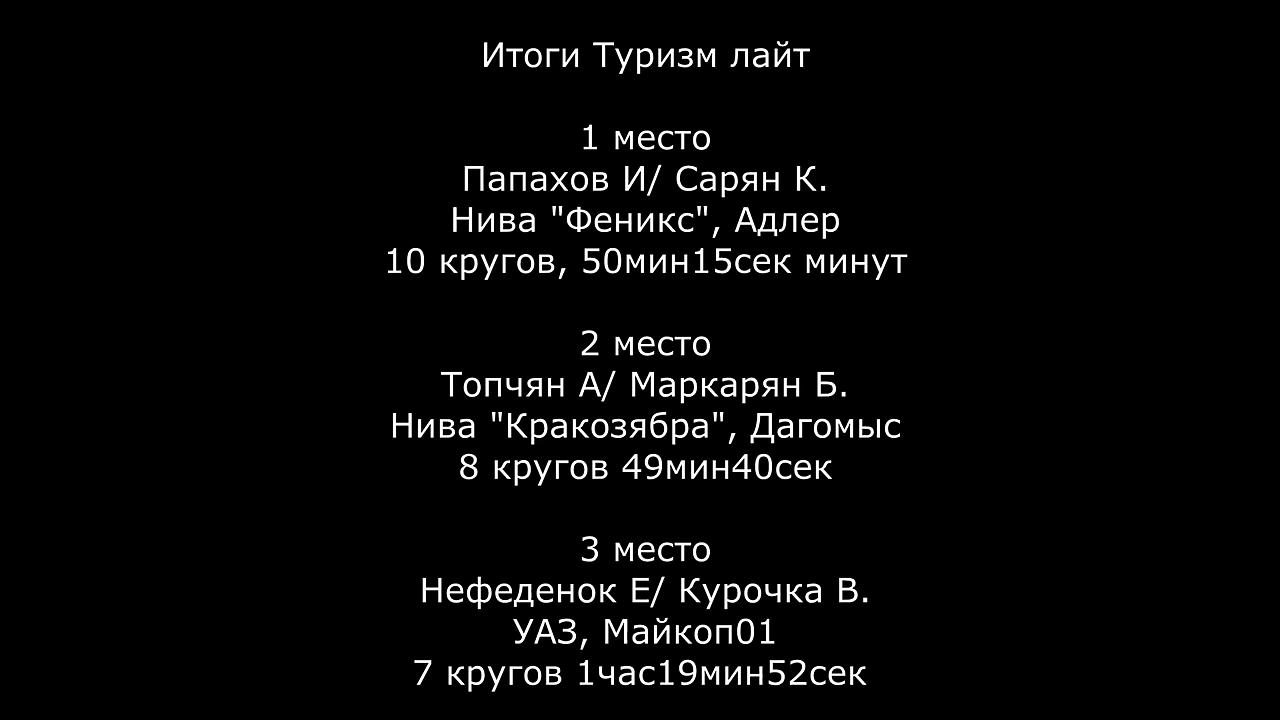 Итоги Туризм лайт
1 место
Папахов И/ Сарян К.
Нива "Феникс", Адлер
10 кругов, 50мин15сек минут
2 место
Топчян А/ Маркарян Б.
Нива "Кракозябра", Дагомыс
8 кругов 49мин40сек
3 место
Нефеденок Е/ Курочка В.
УАЗ, Майкоп01
7 кругов 1час19мин52сек